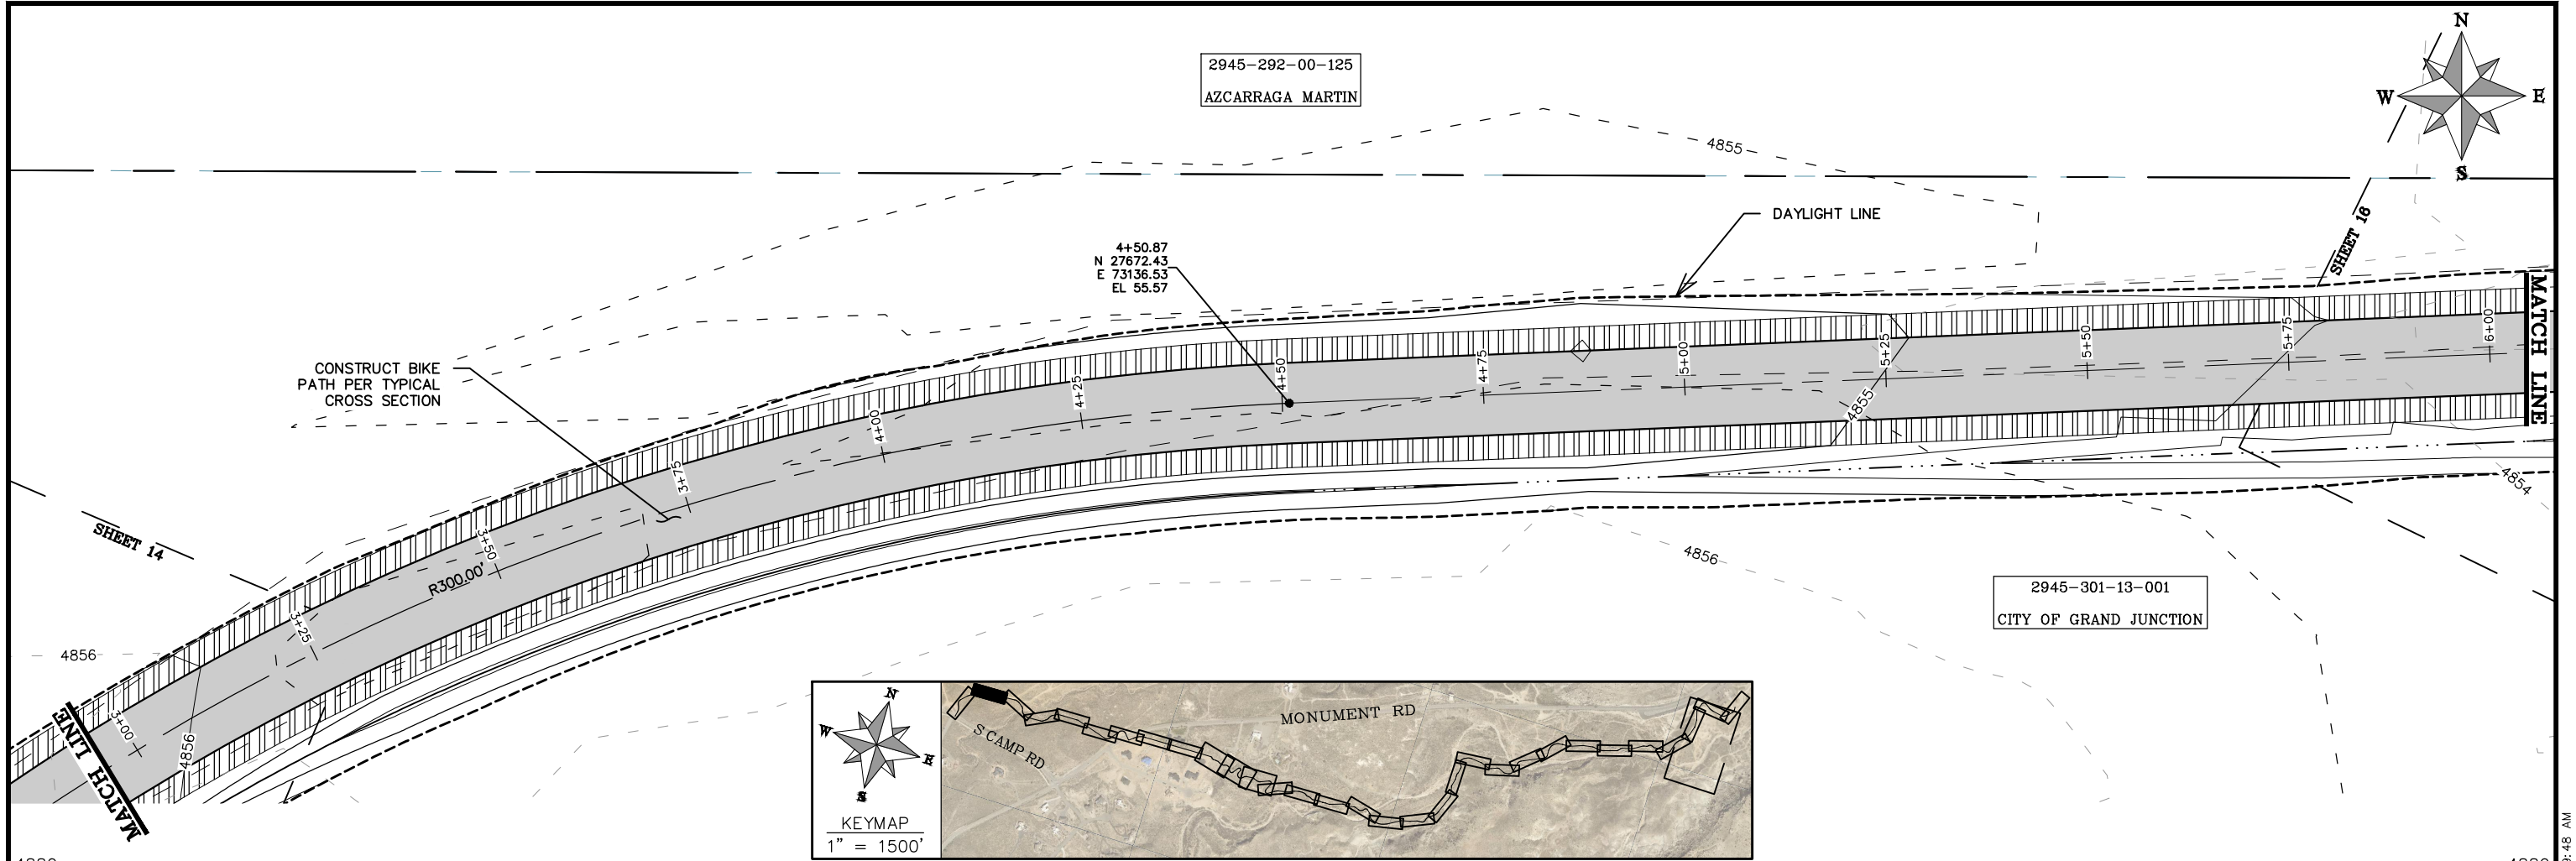 N
W
E
S
2945-292-00-125
AZCARRAGA MARTIN
4855
DAYLIGHT LINE
SHEET 16
4+50.87
N 27672.43
E 73136.53
EL 55.57
MATCH LINE
CONSTRUCT BIKE
PATH PER TYPICAL
CROSS SECTION
3+00
3+25
3+50
3+75
4+00
4+25
4+50
4+75
5+00
5+25
5+50
5+75
6+00
R300.00'
4855
4854
4856
SHEET 14
2945-301-13-001
CITY OF GRAND JUNCTION
4856
4856
MATCH LINE
N
W
E
S
KEYMAP
1" = 1500'
MONUMENT RD
S CAMP RD
:48 AM